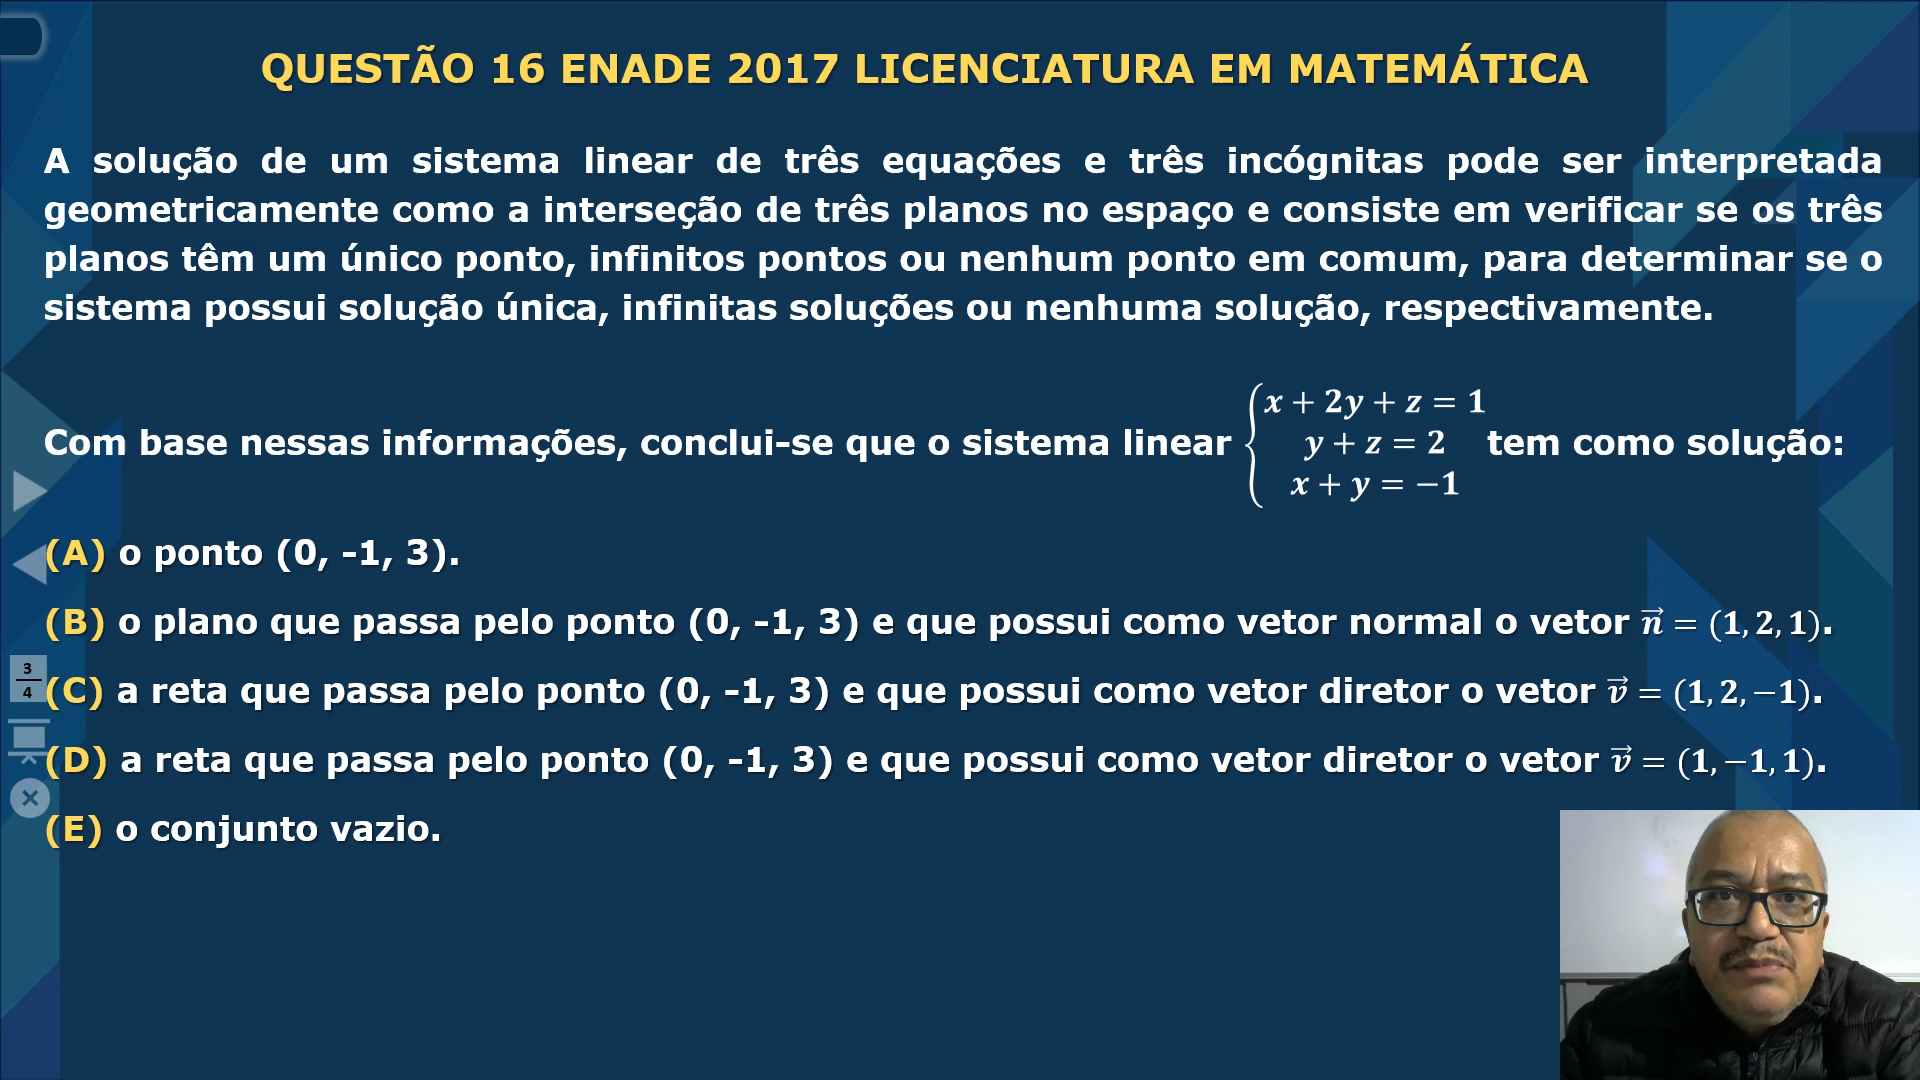 QUESTÃO 16 ENADE 2017 LICENCIATURA EM MATEMÁTICA
A solução de um sistema linear de três equações e três incógnitas pode ser interpretada
geometricamente como a interseção de três planos no espaço e consiste em verificar se os três
planos têm um único ponto, infinitos pontos ou nenhum ponto em comum, para determinar se o
sistema possui solução única, infinitas soluções ou nenhuma solução, respectivamente.
x + 2y + z = 1
Com base nessas informações, conclui-se que o sistema linear { y + z = 2 tem como solução:
x + y = −1
(A) o ponto (0, -1, 3).
(B) o plano que passa pelo ponto (0, -1, 3) e que possui como vetor normal o vetor n⃗ = (1, 2, 1).
(C) a reta que passa pelo ponto (0, -1, 3) e que possui como vetor diretor o vetor v⃗ = (1, 2, −1).
(D) a reta que passa pelo ponto (0, -1, 3) e que possui como vetor diretor o vetor v⃗ = (1, −1, 1).
(E) o conjunto vazio.
3
4